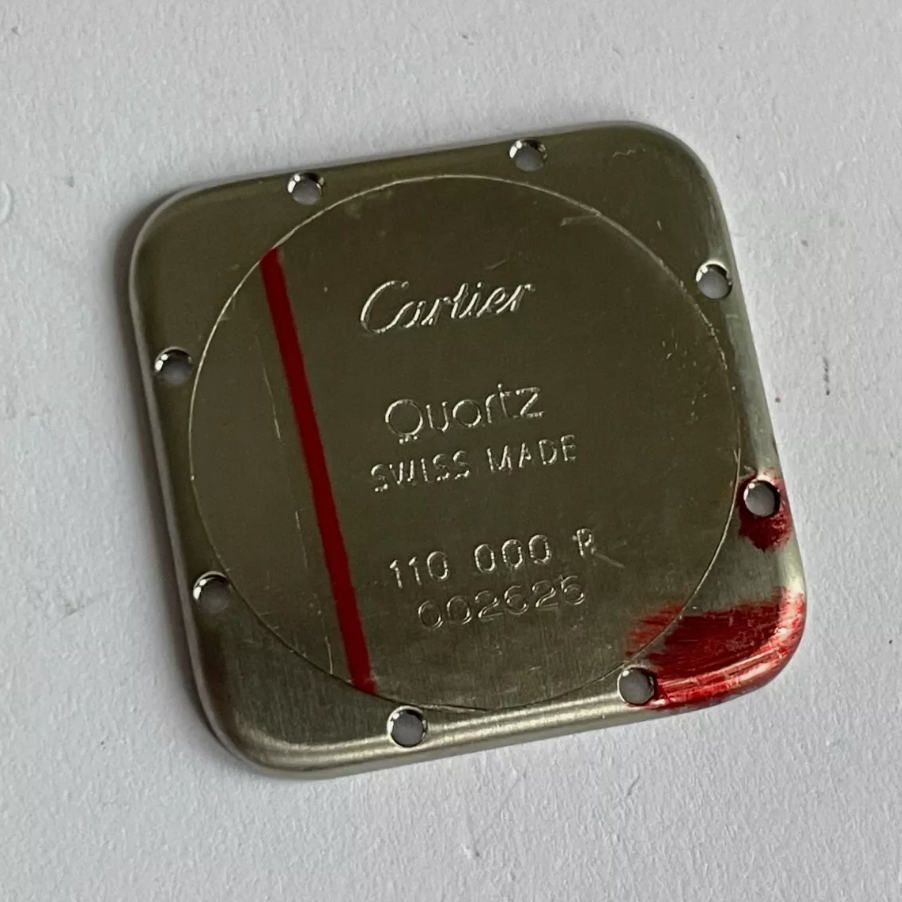 Cartier
Quartz
SWISS MADE
110 000 R
002625